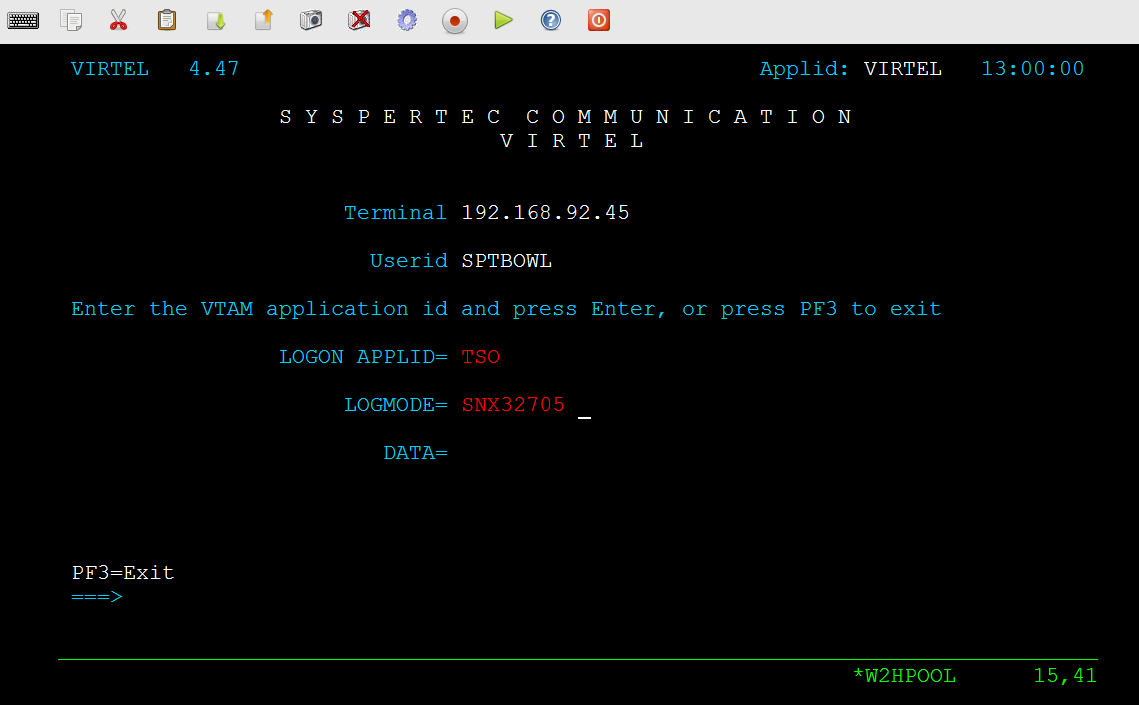 VIRTEL 4.47 Applid: VIRTEL 13:00:00
S Y S P E R T E C C O M M U N I C A T I O N
V I R T E L
Terminal 192.168.92.45
Userid SPTBOWL
Enter the VTAM application id and press Enter, or press PF3 to exit
LOGON APPLID= TSO
LOGMODE= SNX32705 _
DATA=
PF3=Exit
===>
*W2HPOOL 15,41